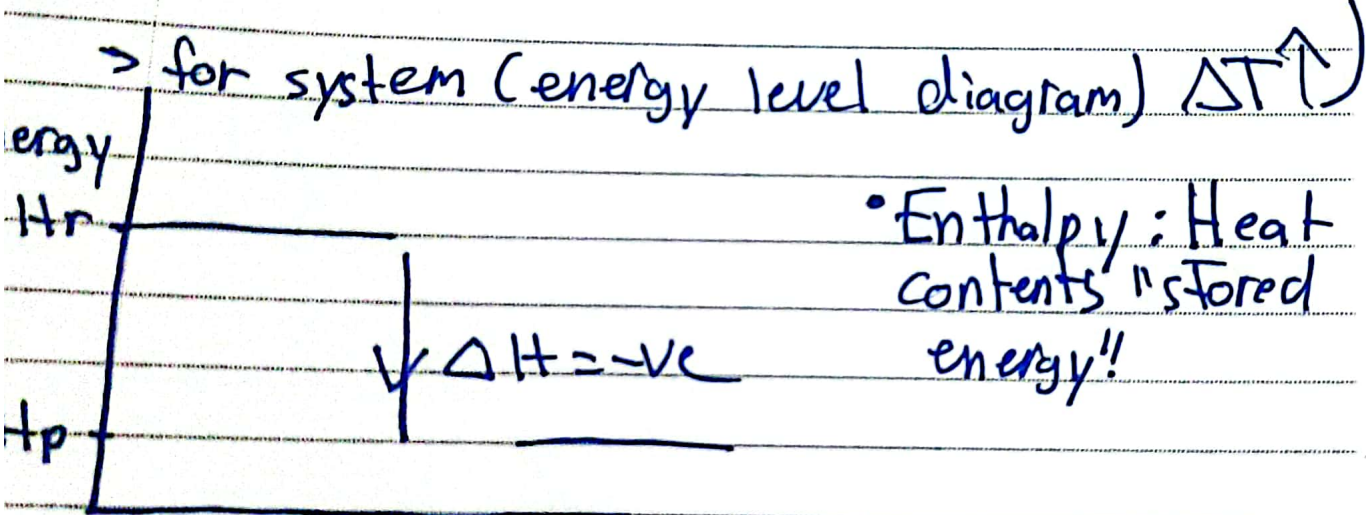 > for system (energy level diagram) ΔT↑)
ergy
Hr
• Enthalpy : Heat
contents "stored
energy"
ΔH = -ve
Hp